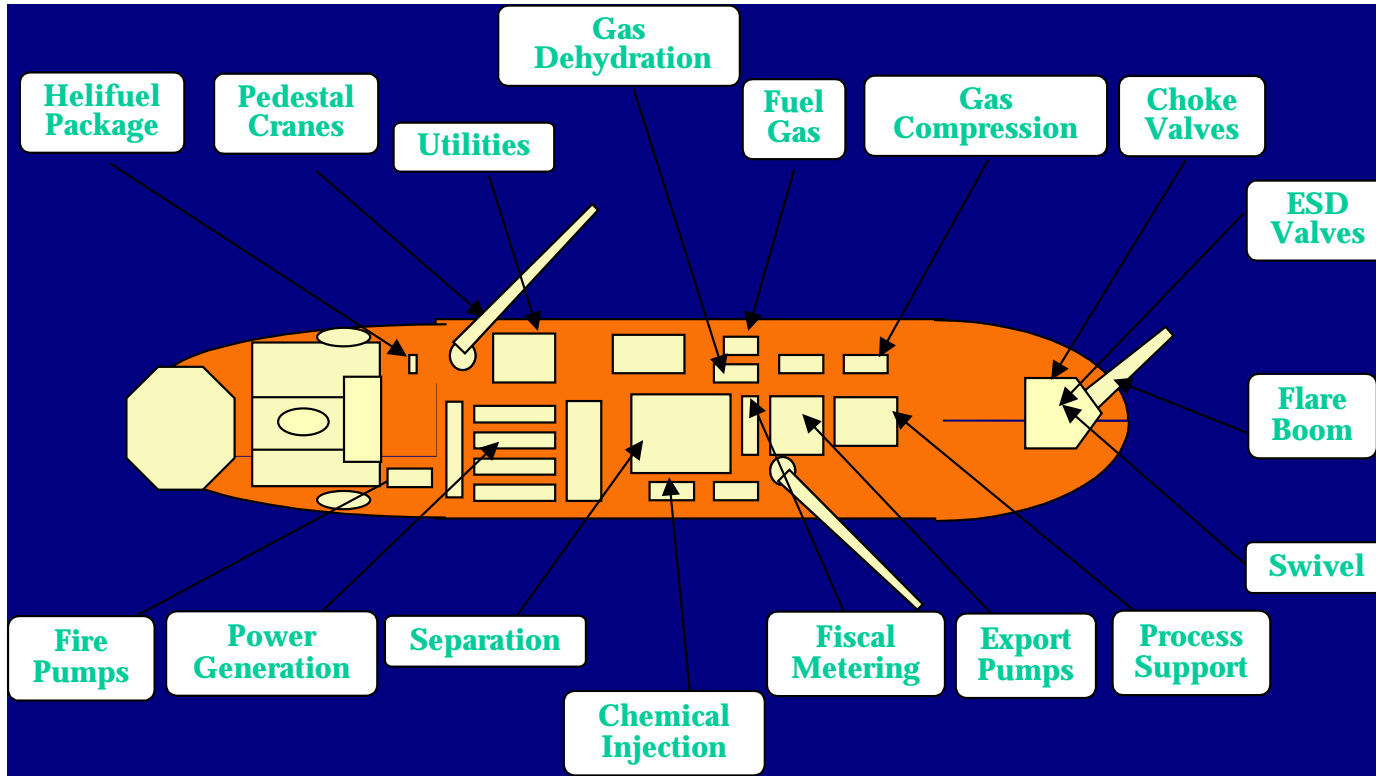 Gas
Dehydration
Helifuel
Package
Pedestal
Cranes
Utilities
Fuel
Gas
Gas
Compression
Choke
Valves
ESD
Valves
Flare
Boom
Swivel
Fire
Pumps
Power
Generation
Separation
Chemical
Injection
Fiscal
Metering
Export
Pumps
Process
Support